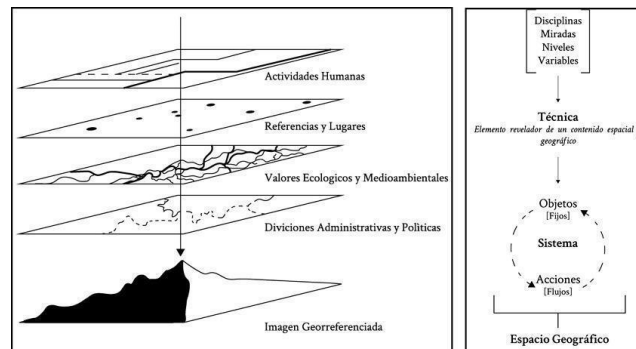 Actividades Humanas
Referencias y Lugares
Valores Ecologicos y Medioambientales
Diviciones Administrativas y Polìticas
Imagen Georreferenciada
Disciplinas
Miradas
Niveles
Variables
Técnica
Elemento revelador de un contenido espacial
geográfico
Objetos
[Fijos]
Sistema
Acciones
[Flujos]
Espacio Geográfico